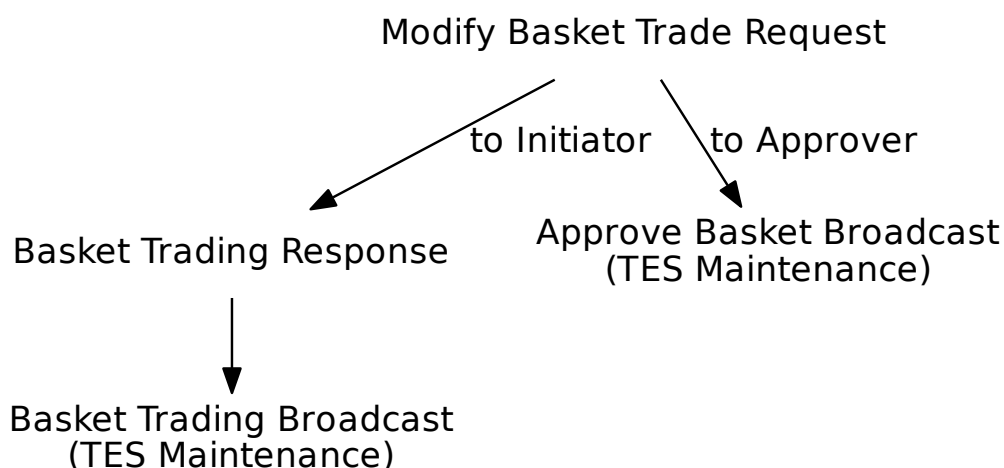 Modify Basket Trade Request
to Initiator
to Approver
Basket Trading Response
Approve Basket Broadcast
(TES Maintenance)
Basket Trading Broadcast
(TES Maintenance)